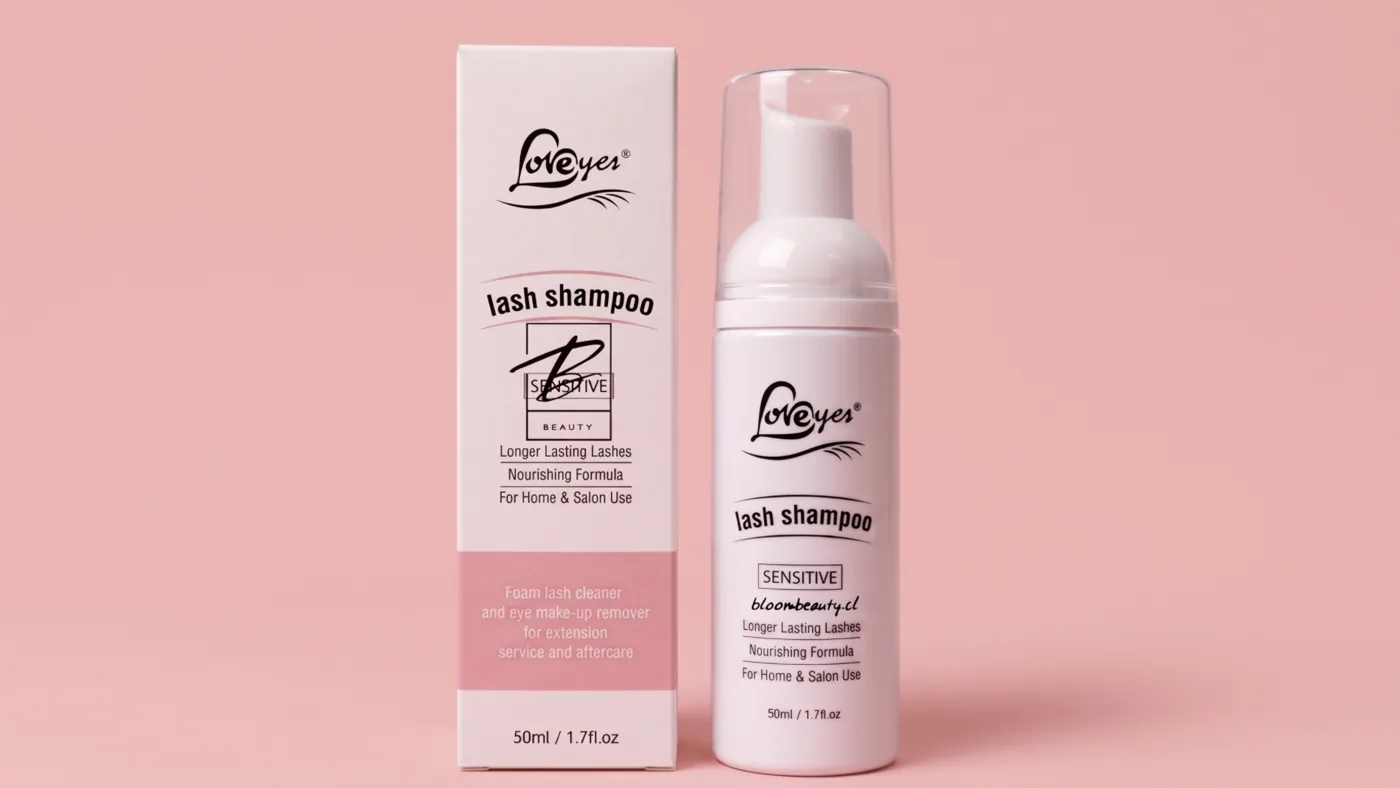 Loveyes®
lash shampoo
B
SENSITIVE
BEAUTY
Longer Lasting Lashes
Nourishing Formula
For Home & Salon Use
Foam lash cleaner
and eye make-up remover
for extension
service and aftercare
50ml / 1.7fl.oz
Loveyes®
lash shampoo
SENSITIVE
bloombeauty.cl
Longer Lasting Lashes
Nourishing Formula
For Home & Salon Use
50ml / 1.7fl.oz